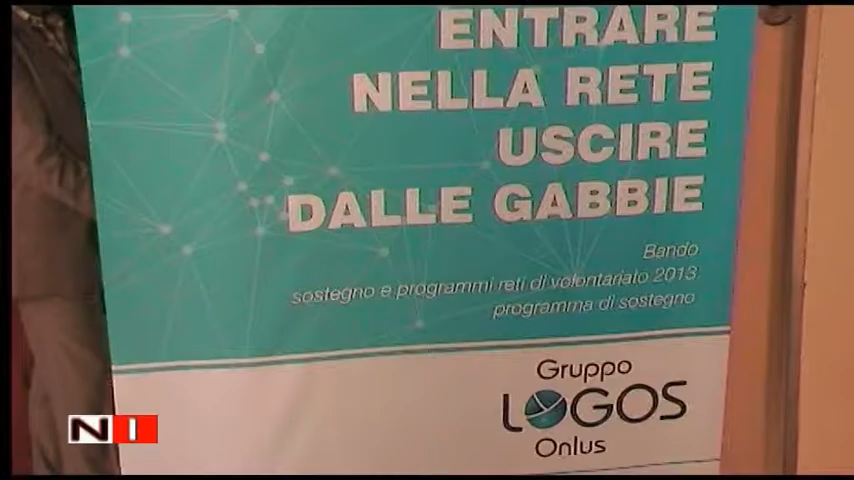 ENTRARE
NELLA RETE
USCIRE
DALLE GABBIE
Bando
sostegno e programmi reti di volontariato 2013
programma di sostegno
Gruppo
LOGOS
Onlus
N 1